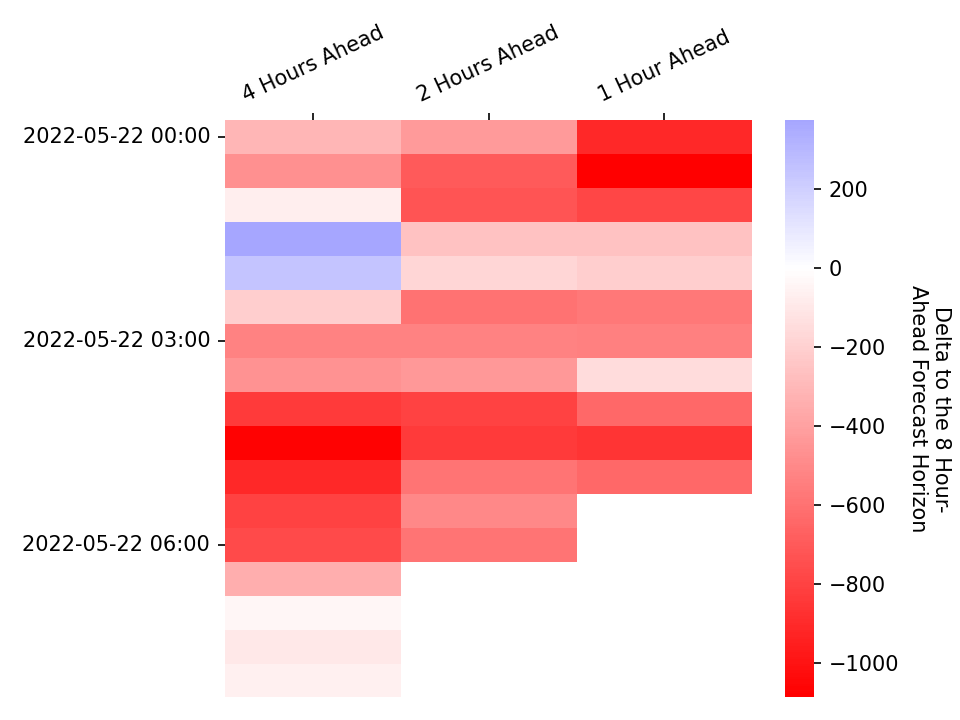 4 Hours Ahead
2 Hours Ahead
1 Hour Ahead
2022-05-22 00:00
2022-05-22 03:00
2022-05-22 06:00
200
0
−200
−400
−600
−800
−1000
Delta to the 8 Hour-
Ahead Forecast Horizon